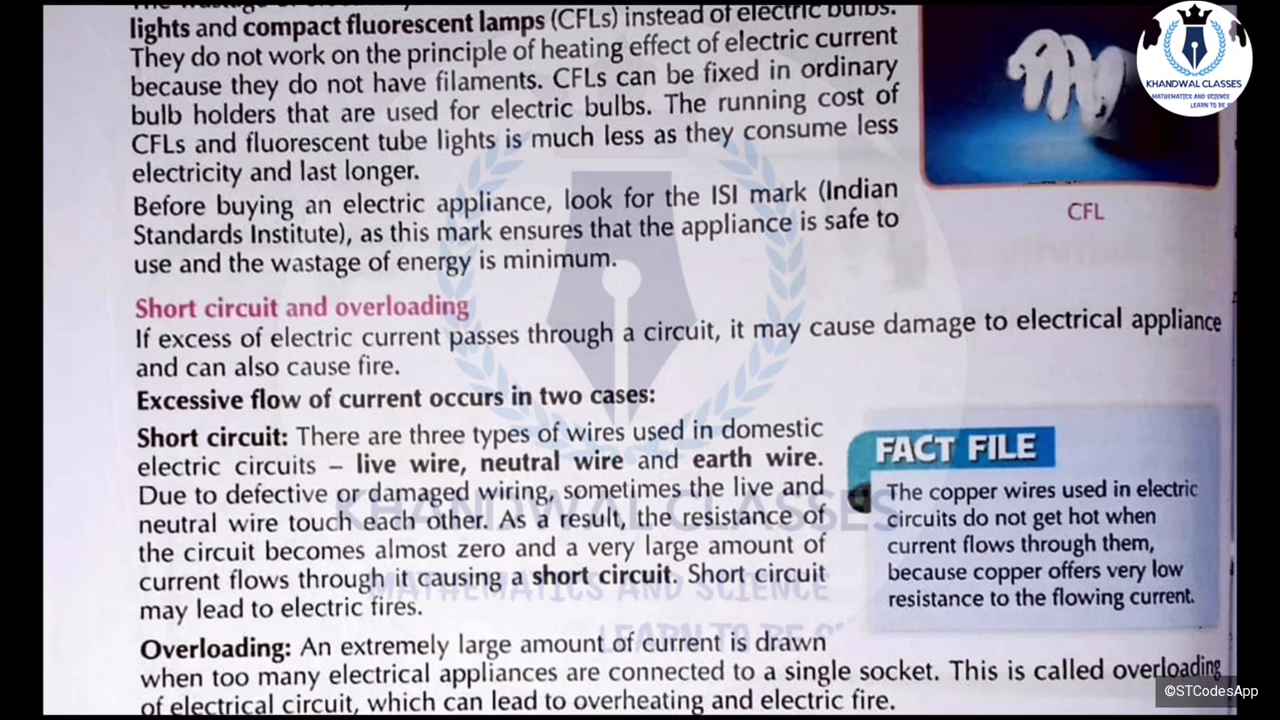 lights and compact fluorescent lamps (CFLs) instead of electric bulbs.
They do not work on the principle of heating effect of electric current
because they do not have filaments. CFLs can be fixed in ordinary
bulb holders that are used for electric bulbs. The running cost of
CFLs and fluorescent tube lights is much less as they consume less
electricity and last longer.
Before buying an electric appliance, look for the ISI mark (Indian
Standards Institute), as this mark ensures that the appliance is safe to
use and the wastage of energy is minimum.
CFL
KHANDWAL CLASSES
MATHEMATICS AND SCIENCE
LEARN TO BE
Short circuit and overloading
If excess of electric current passes through a circuit, it may cause damage to electrical appliance
and can also cause fire.
Excessive flow of current occurs in two cases:
Short circuit: There are three types of wires used in domestic
electric circuits – live wire, neutral wire and earth wire.
Due to defective or damaged wiring, sometimes the live and
neutral wire touch each other. As a result, the resistance of
the circuit becomes almost zero and a very large amount of
current flows through it causing a short circuit. Short circuit
may lead to electric fires.
FACT FILE
The copper wires used in electric
circuits do not get hot when
current flows through them,
because copper offers very low
resistance to the flowing current.
Overloading: An extremely large amount of current is drawn
when too many electrical appliances are connected to a single socket. This is called overloading
of electrical circuit, which can lead to overheating and electric fire.
KHANDWAL CLASSES
MATHEMATICS AND SCIENCE
LEARN TO BE
©STCodesApp